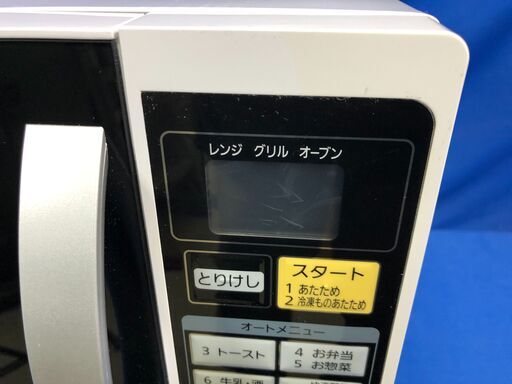 レンジ グリル オーブン
とりけし
スタート
1 あたため
2 冷凍ものあたため
オートメニュー
3 トースト
4 お弁当
5 お惣菜
6 牛乳・酒